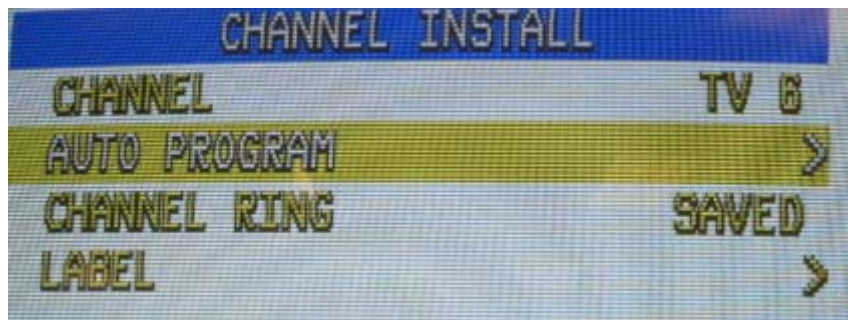 CHANNEL INSTALL
CHANNEL TV 6
AUTO PROGRAM >
CHANNEL RING SAVED
LABEL >